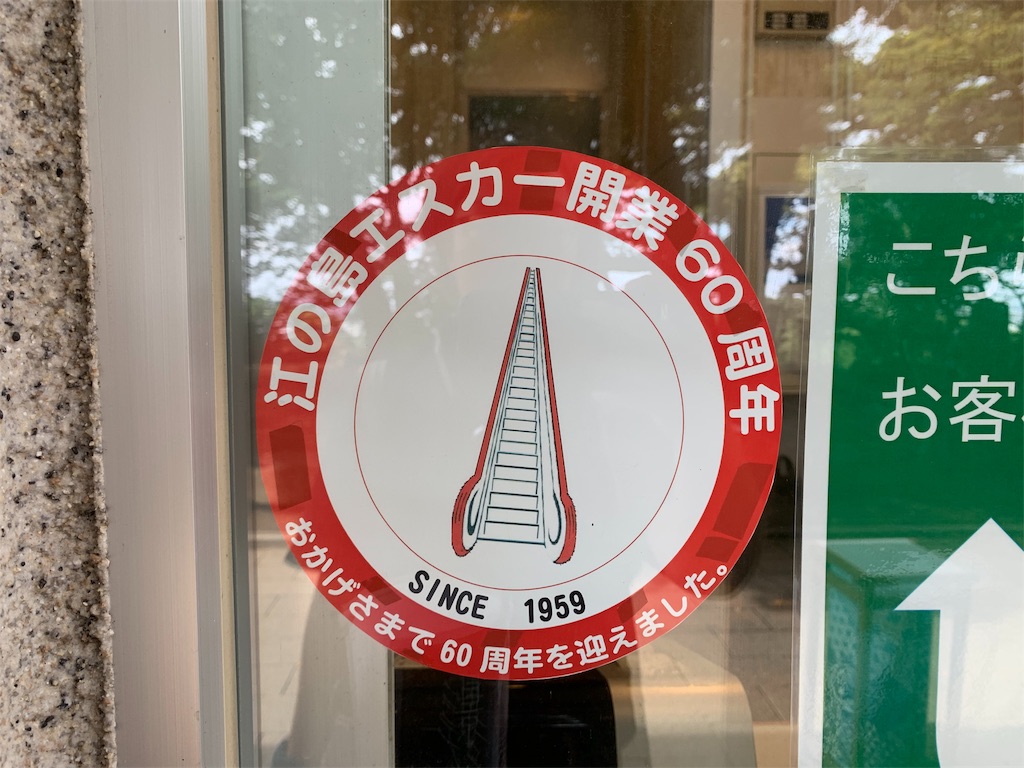 江の島エスカー開業60周年
SINCE 1959
おかげさまで60周年を迎えました。
こち
お客